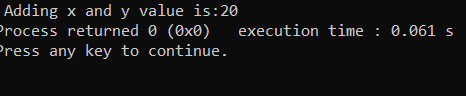 Adding x and y value is:20
Process returned 0 (0x0)   execution time : 0.061 s
Press any key to continue.